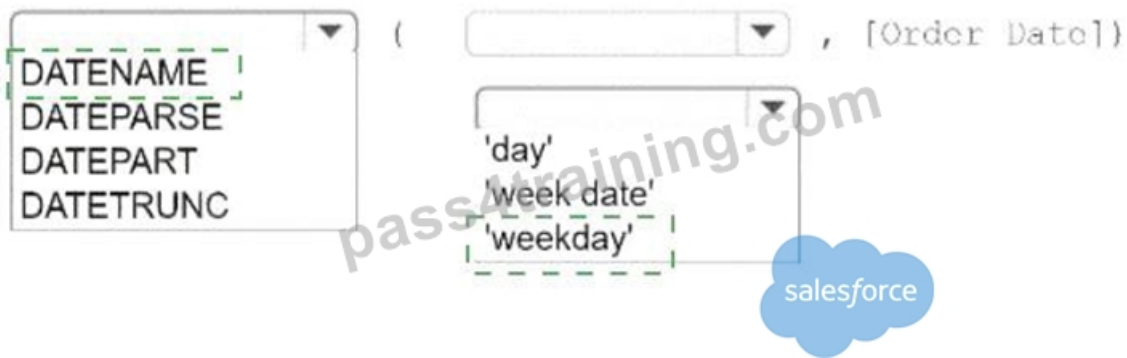 ( , [Order Date])
DATENAME
DATEPARSE
DATEPART
DATETRUNC
'day'
'week date'
'weekday'
pass4training.com
salesforce